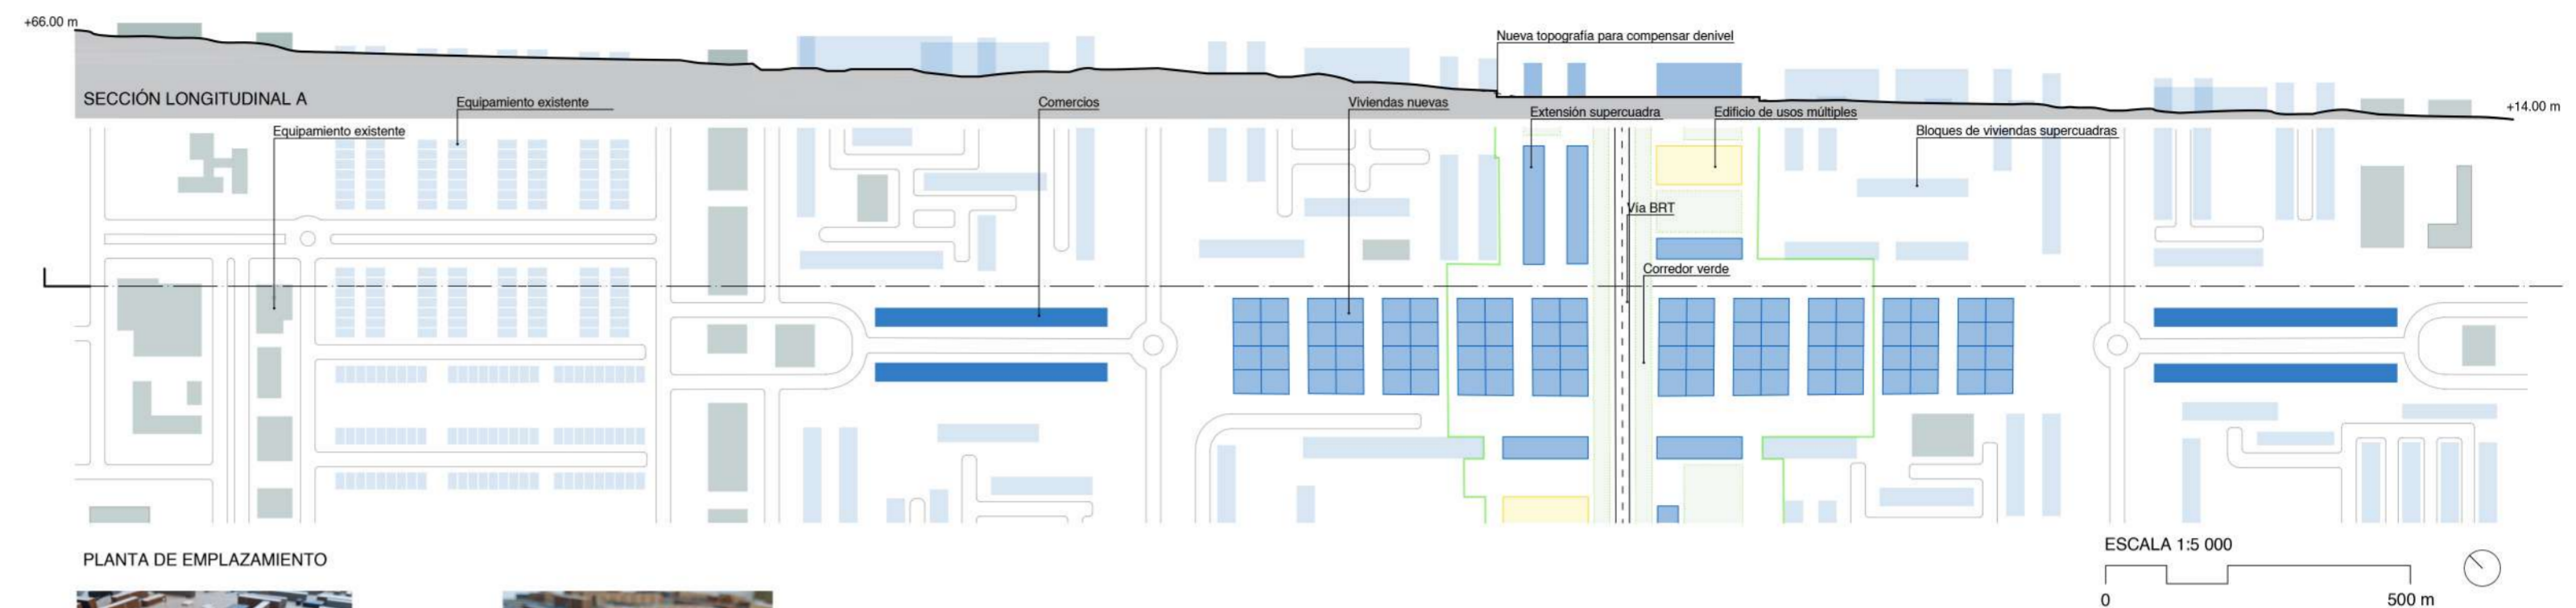 +66.00 m
Nueva topografía para compensar denivel
SECCIÓN LONGITUDINAL A
Equipamiento existente
Comercios
Viviendas nuevas
+14.00 m
Extensión supercuadra
Edificio de usos múltiples
Equipamiento existente
Bloques de viviendas supercuadras
Vía BRT
Corredor verde
PLANTA DE EMPLAZAMIENTO
ESCALA 1:5 000
0
500 m